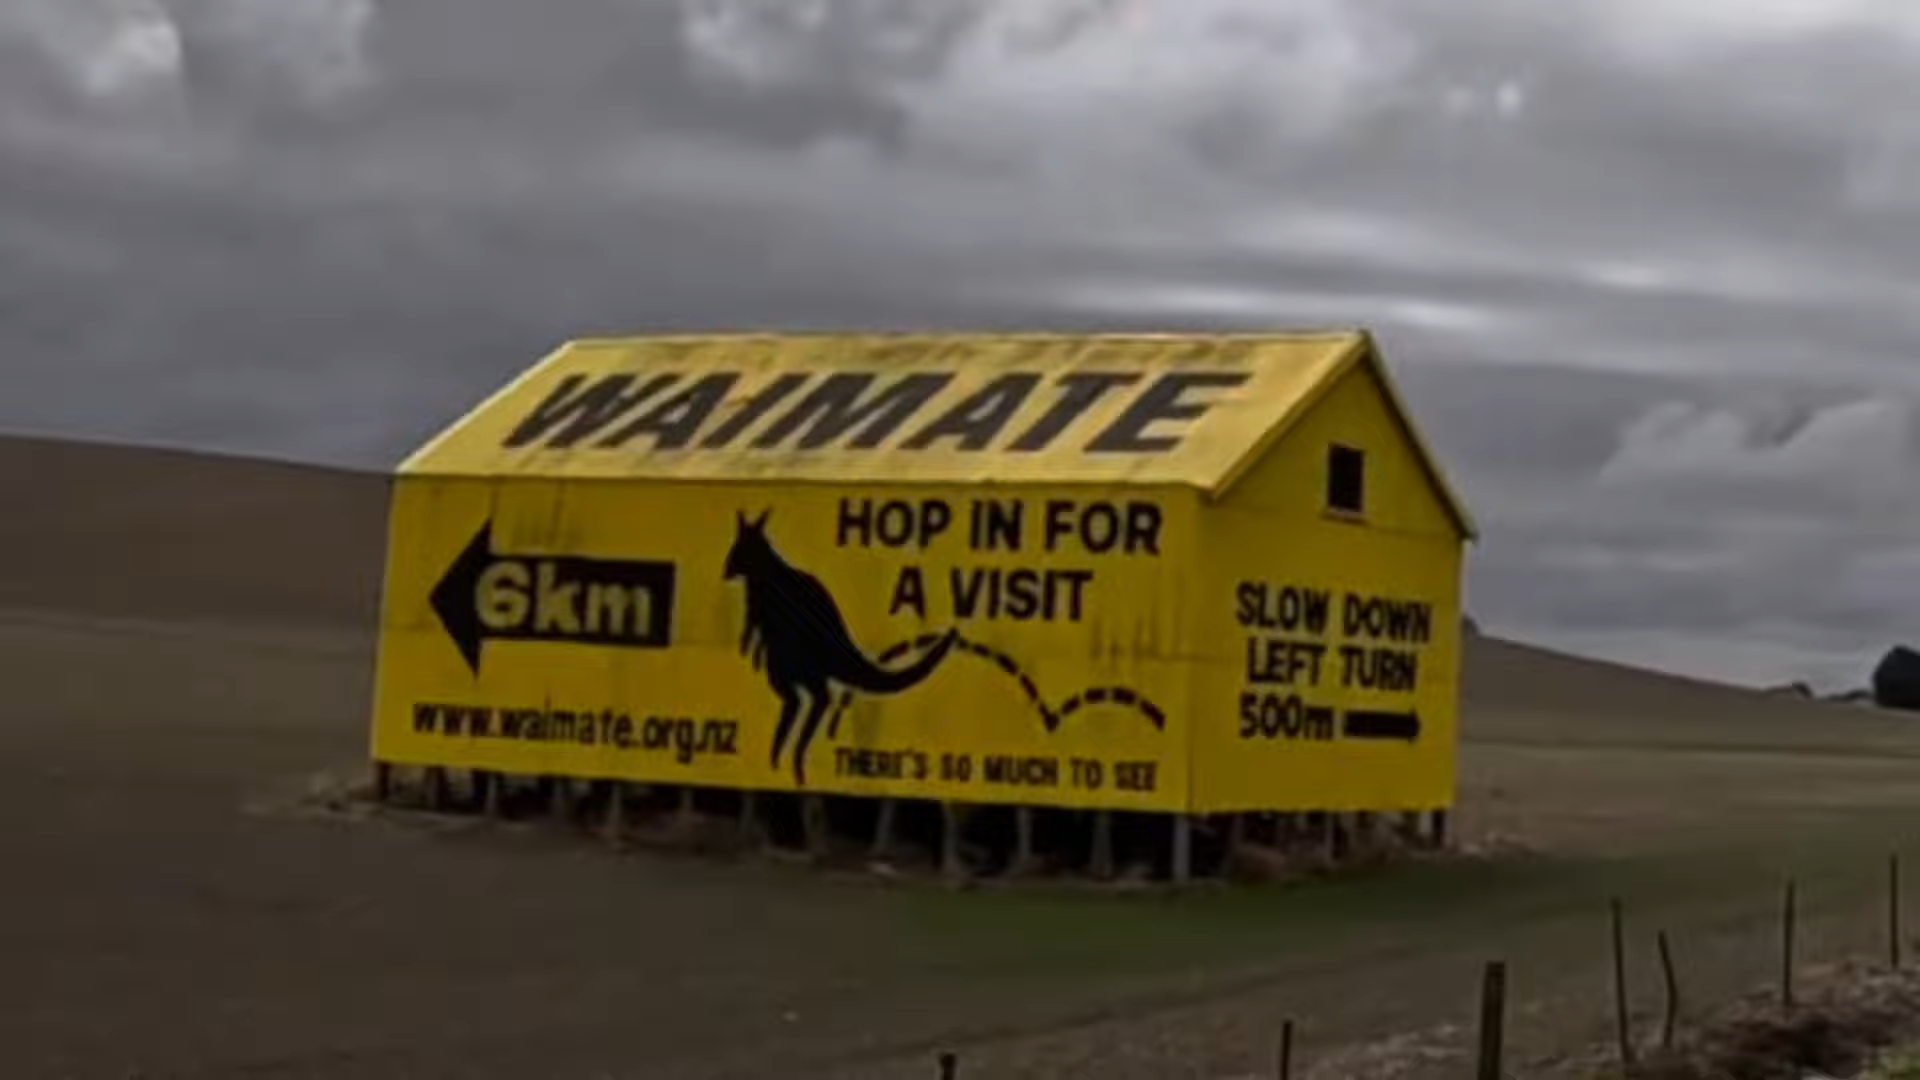 WAIMATE
6km
HOP IN FOR
A VISIT
www.waimate.org.nz
THERE'S SO MUCH TO SEE
SLOW DOWN
LEFT TURN
500m